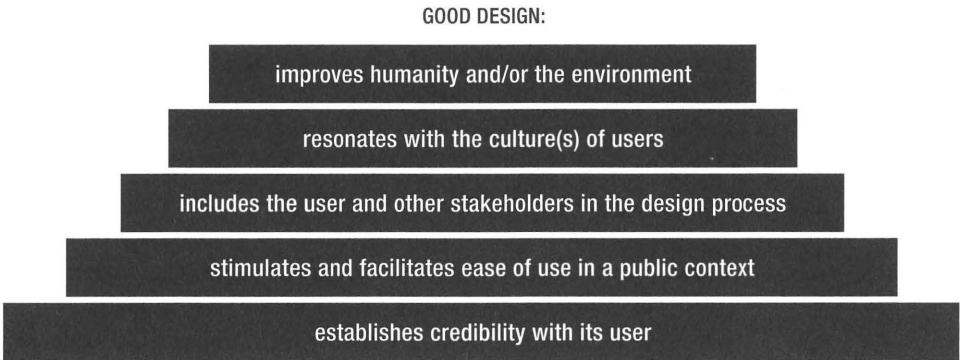 GOOD DESIGN:
improves humanity and/or the environment
resonates with the culture(s) of users
includes the user and other stakeholders in the design process
stimulates and facilitates ease of use in a public context
establishes credibility with its user